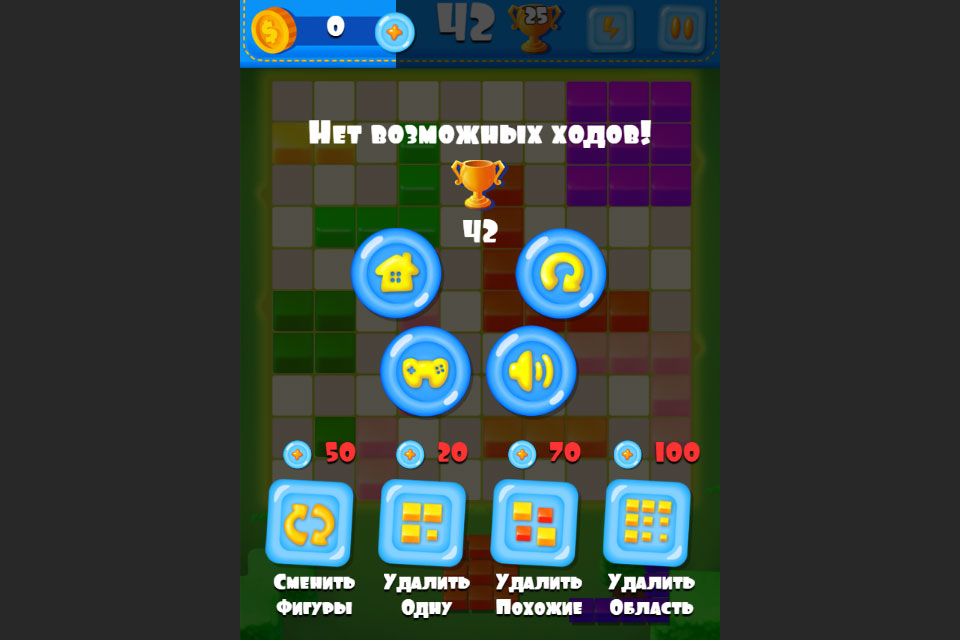 0 42 25
Нет возможных ходов!
42
50 20 70 100
Сменить Удалить Удалить Удалить
Фигуры Одну Похожие Область